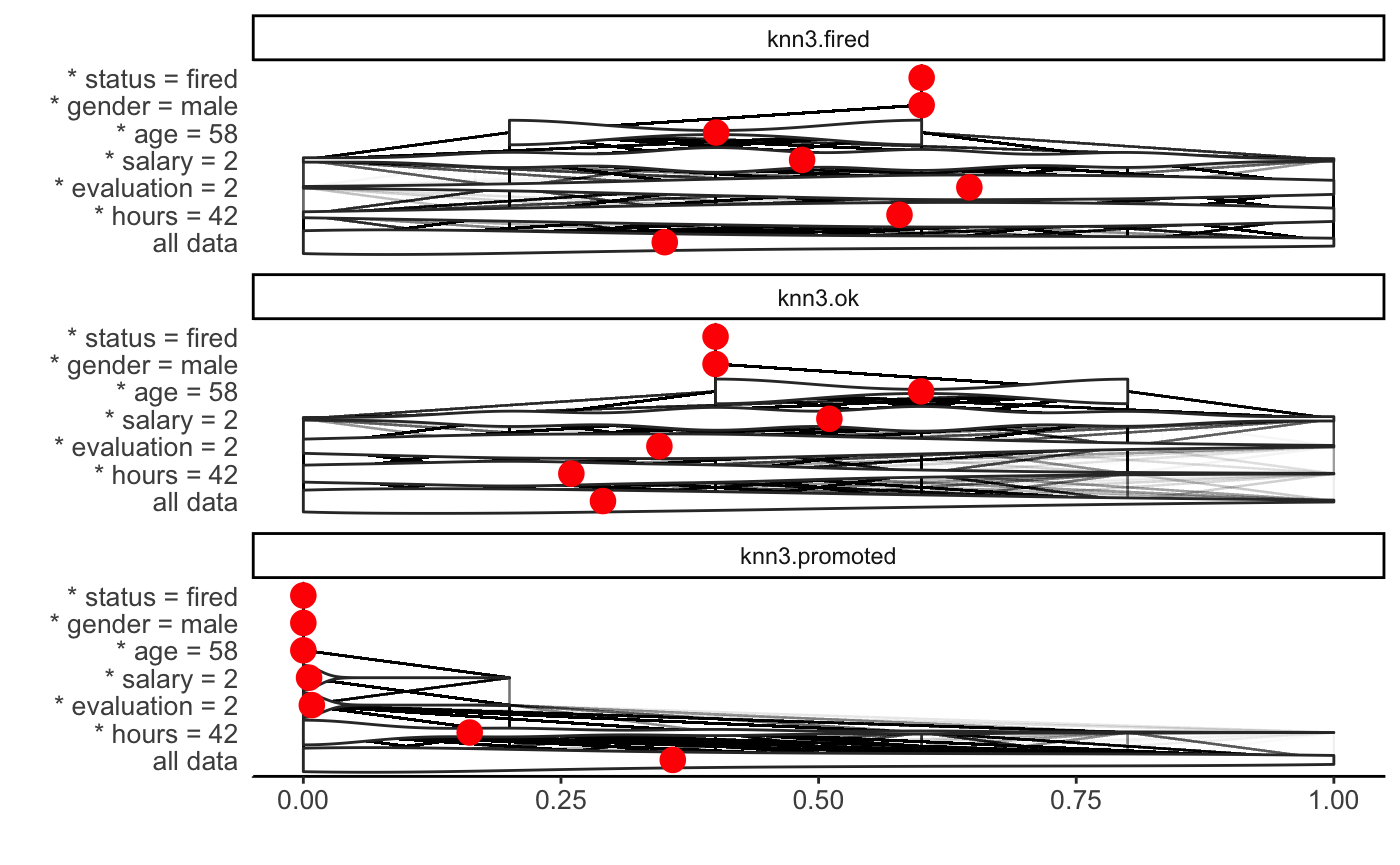 knn3.fired
* status = fired
* gender = male
* age = 58
* salary = 2
* evaluation = 2
* hours = 42
all data
knn3.ok
* status = fired
* gender = male
* age = 58
* salary = 2
* evaluation = 2
* hours = 42
all data
knn3.promoted
* status = fired
* gender = male
* age = 58
* salary = 2
* evaluation = 2
* hours = 42
all data
0.00 0.25 0.50 0.75 1.00